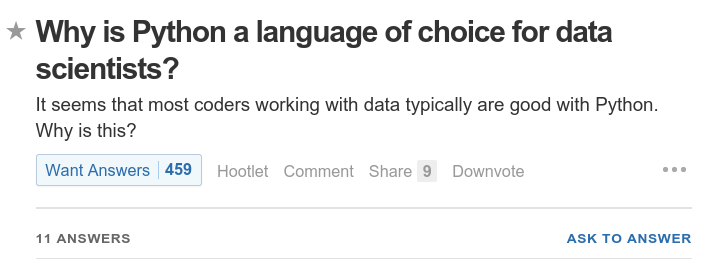 Why is Python a language of choice for data
scientists?
It seems that most coders working with data typically are good with Python.
Why is this?
Want Answers 459 Hootlet Comment Share 9 Downvote
11 ANSWERS ASK TO ANSWER